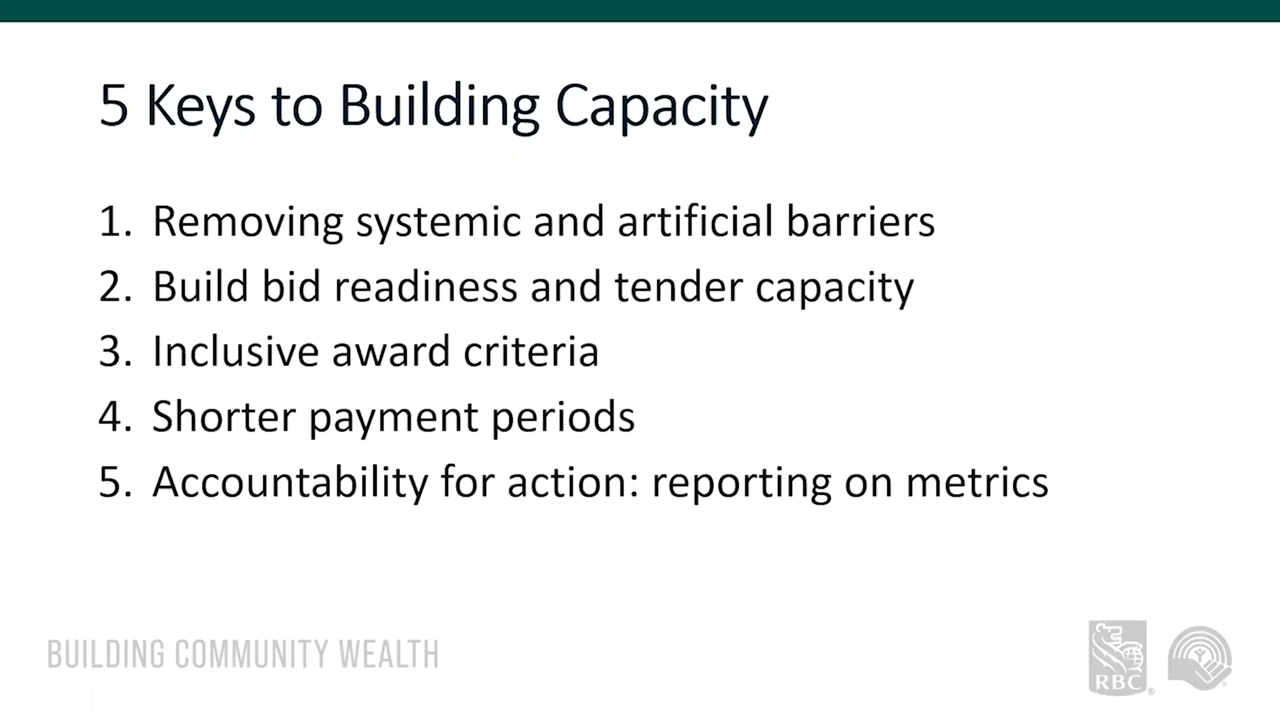 5 Keys to Building Capacity
1. Removing systemic and artificial barriers
2. Build bid readiness and tender capacity
3. Inclusive award criteria
4. Shorter payment periods
5. Accountability for action: reporting on metrics
BUILDING COMMUNITY WEALTH
RBC